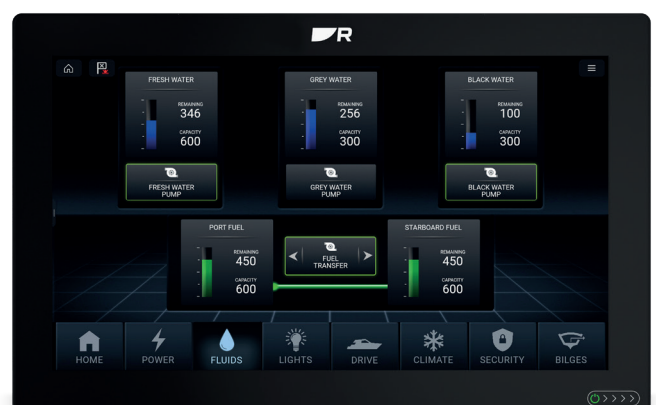 R
FRESH WATER
REMAINING
346
CAPACITY
600
FRESH WATER
PUMP
GREY WATER
REMAINING
256
CAPACITY
300
GREY WATER
PUMP
BLACK WATER
REMAINING
100
CAPACITY
300
BLACK WATER
PUMP
PORT FUEL
REMAINING
450
CAPACITY
600
FUEL
TRANSFER
STARBOARD FUEL
REMAINING
450
CAPACITY
600
HOME
POWER
FLUIDS
LIGHTS
DRIVE
CLIMATE
SECURITY
BILGES